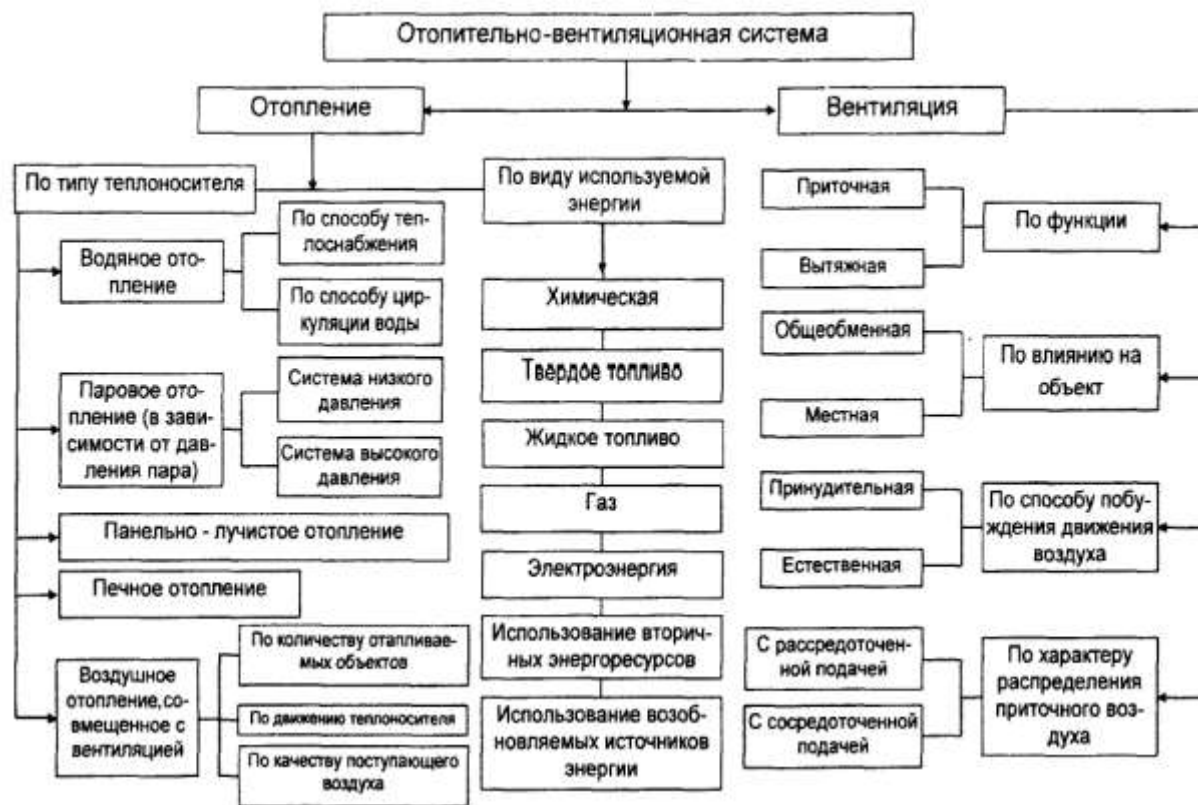 Отопительно-вентиляционная система
Отопление
Вентиляция
По типу теплоносителя
Водяное ото-
пление
По способу теп-
лоснабжения
По способу цир-
куляции воды
Паровое ото-
пление (в зави-
симости от дав-
ления пара)
Система низкого
давления
Система высокого
давления
Панельно - лучистое отопление
Печное отопление
Воздушное
отопление,со-
вмещенное с
вентиляцией
По количеству отапливае-
мых объектов
По движению теплоносителя
По качеству поступающего
воздуха
По виду используемой
энергии
Химическая
Твердое топливо
Жидкое топливо
Газ
Электроэнергия
Использование вторич-
ных энергоресурсов
Использование возоб-
новляемых источников
энергии
Приточная
Вытяжная
По функции
Общеобменная
Местная
По влиянию на
объект
Принудительная
Естественная
По способу побу-
ждения движения
воздуха
С рассредоточен-
ной подачей
С сосредоточенной
подачей
По характеру
распределения
приточного воз-
духа